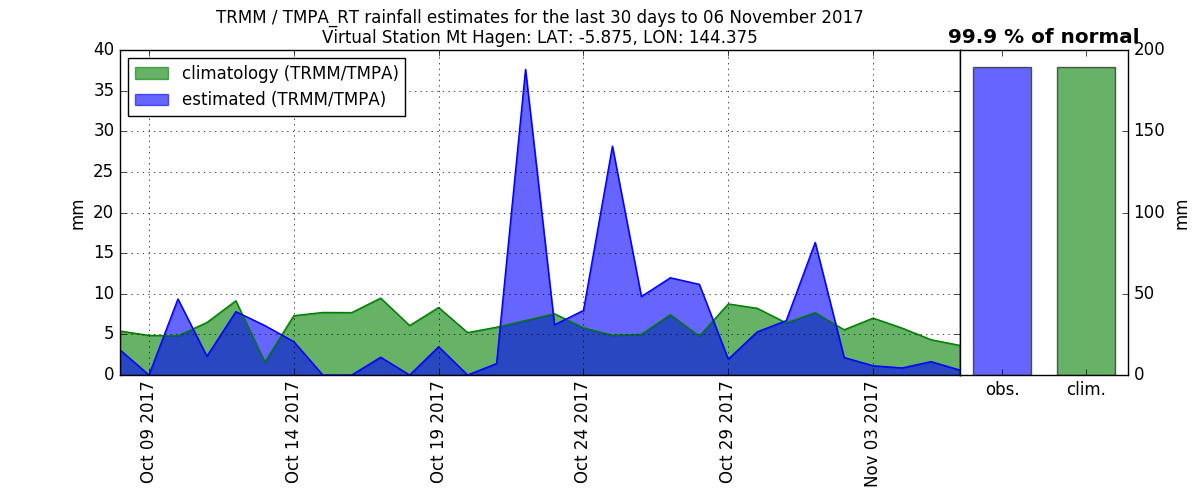 TRMM / TMPA_RT rainfall estimates for the last 30 days to 06 November 2017
Virtual Station Mt Hagen: LAT: -5.875, LON: 144.375
99.9 % of normal
climatology (TRMM/TMPA)
estimated (TRMM/TMPA)
40
35
30
25
20
15
10
5
0
mm
Oct 09 2017
Oct 14 2017
Oct 19 2017
Oct 24 2017
Oct 29 2017
Nov 03 2017
200
150
100
50
0
mm
obs.
clim.